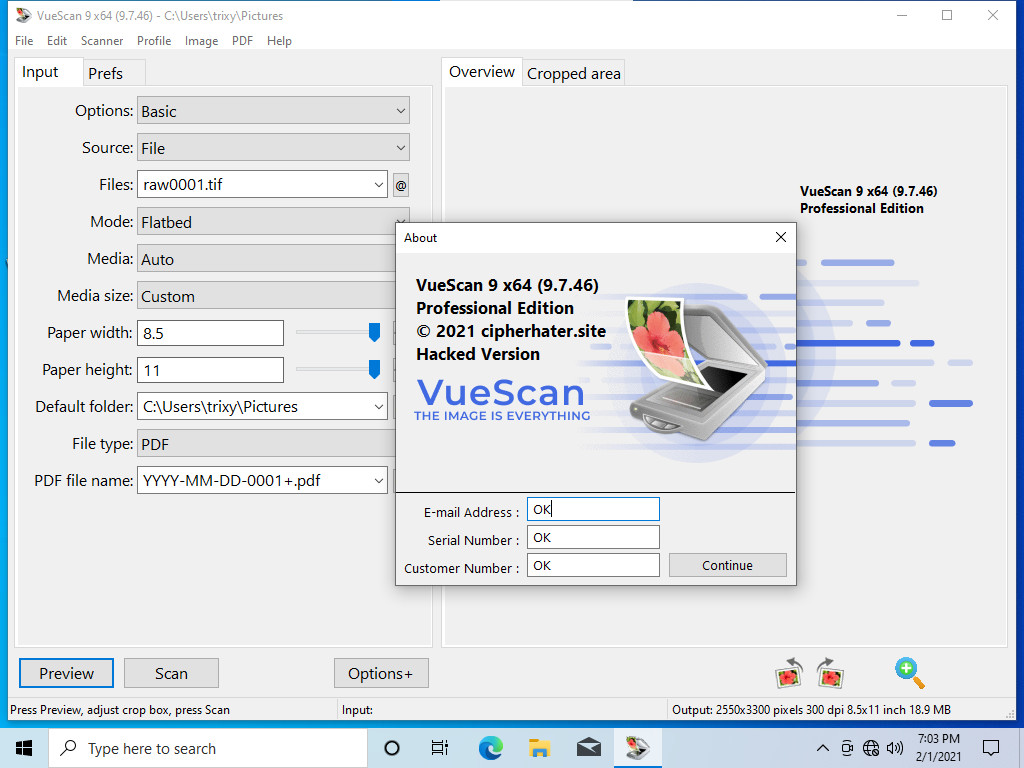 VueScan 9 x64 (9.7.46) - C:\Users\trixy\Pictures
File Edit Scanner Profile Image PDF Help
Input Prefs
Overview Cropped area
Options: Basic
Source: File
Files: raw0001.tif @
Mode: Flatbed
Media: Auto
Media size: Custom
Paper width: 8.5
Paper height: 11
Default folder: C:\Users\trixy\Pictures
File type: PDF
PDF file name: YYYY-MM-DD-0001+.pdf
VueScan 9 x64 (9.7.46)
Professional Edition
About
VueScan 9 x64 (9.7.46)
Professional Edition
© 2021 cipherhater.site
Hacked Version
VueScan
THE IMAGE IS EVERYTHING
E-mail Address : OK
Serial Number : OK
Customer Number : OK
Continue
Preview Scan Options+
Press Preview, adjust crop box, press Scan
Input:
Output: 2550x3300 pixels 300 dpi 8.5x11 inch 18.9 MB
Type here to search
7:03 PM
2/1/2021